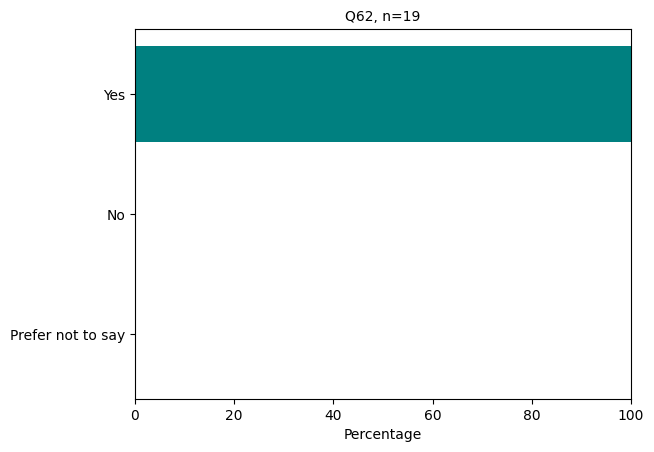 Q62, n=19
Yes
No
Prefer not to say
0 20 40 60 80 100
Percentage